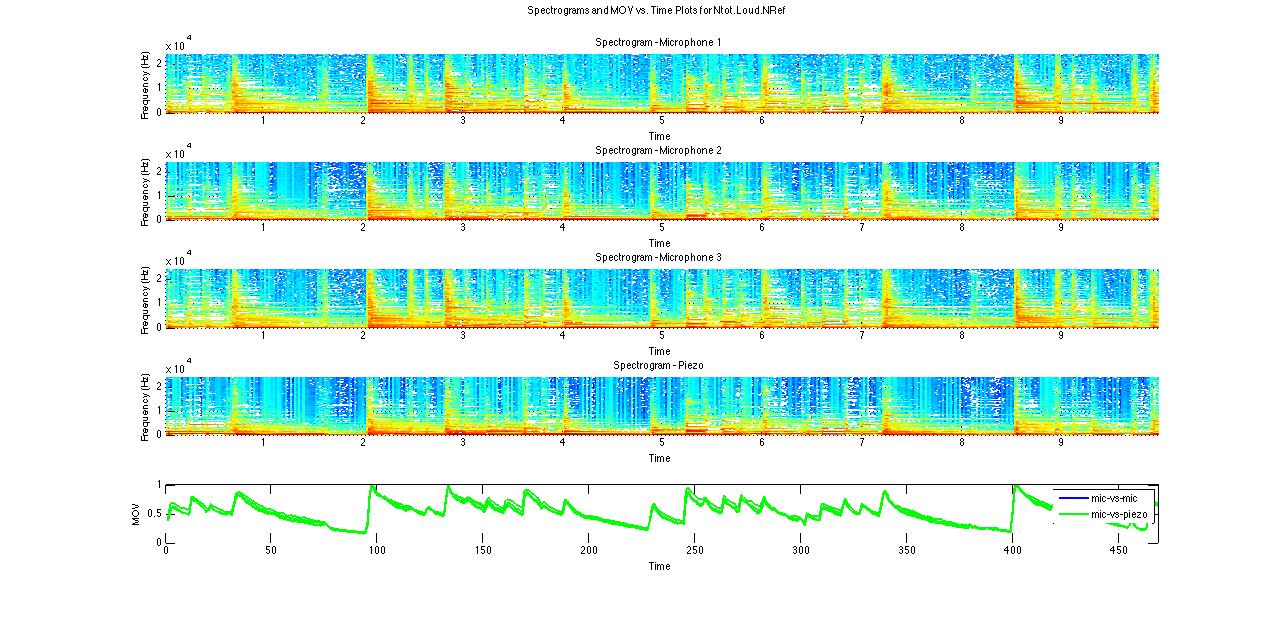 Spectrograms and MOV vs. Time Plots for Ntot.Loud.NRef
Spectrogram - Microphone 1
x 10^4
Frequency (Hz)
2
1
0
1 2 3 4 5 6 7 8 9
Time
Spectrogram - Microphone 2
x 10^4
Frequency (Hz)
2
1
0
1 2 3 4 5 6 7 8 9
Time
Spectrogram - Microphone 3
x 10^4
Frequency (Hz)
2
1
0
1 2 3 4 5 6 7 8 9
Time
Spectrogram - Piezo
x 10^4
Frequency (Hz)
2
1
0
1 2 3 4 5 6 7 8 9
Time
MOV
1
0.5
0
mic-vs-mic
mic-vs-piezo
0 50 100 150 200 250 300 350 400 450
Time